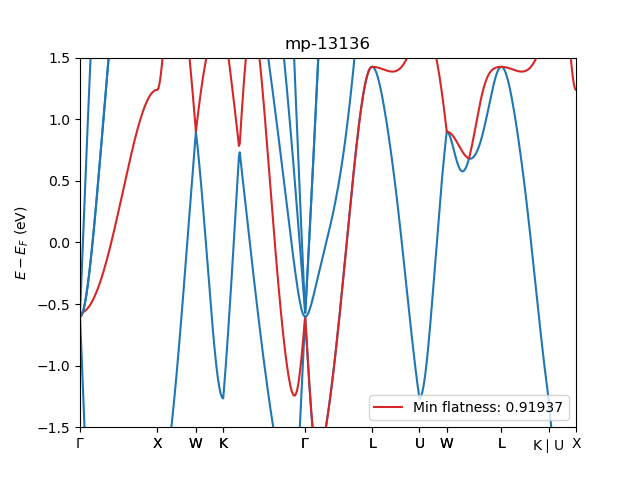 mp-13136
1.5
1.0
0.5
0.0
−0.5
−1.0
−1.5
E − E_F (eV)
Min flatness: 0.91937
Γ X W K Γ L U W L K | U X